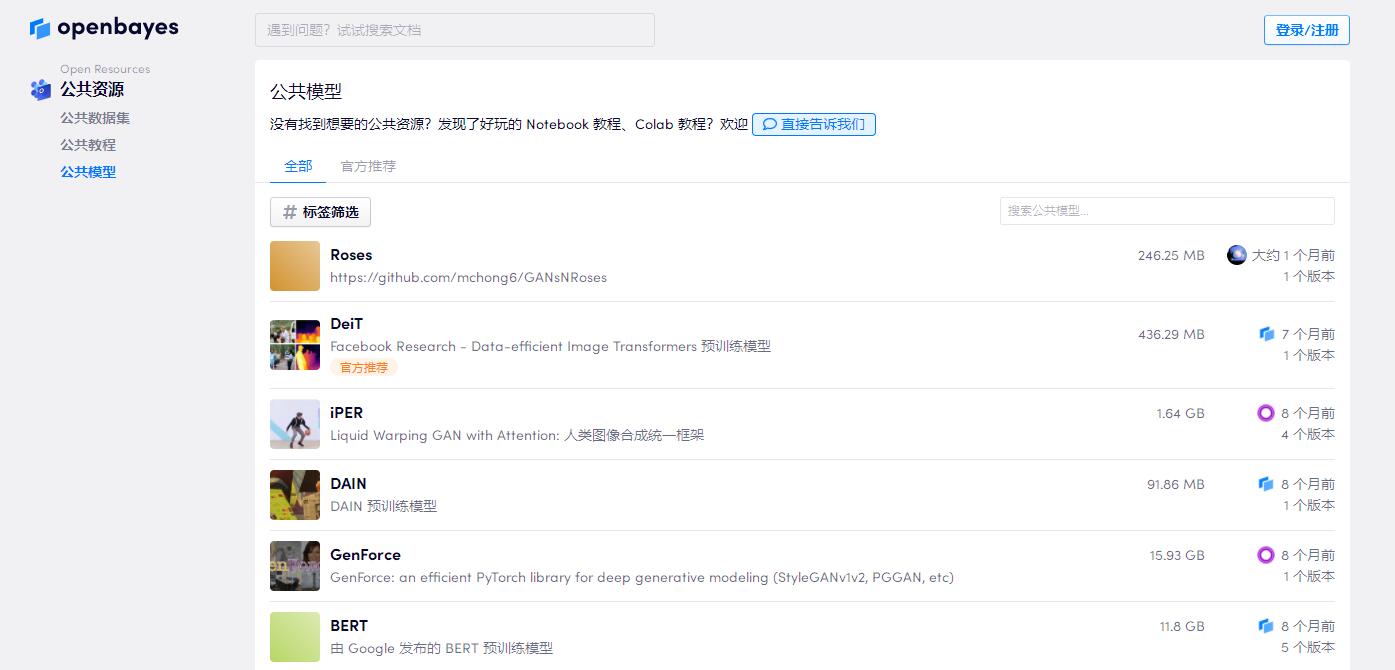 openbayes
遇到问题？试试搜索文档
登录/注册
Open Resources
公共资源
公共数据集
公共教程
公共模型
公共模型
没有找到想要的公共资源？发现了好玩的 Notebook 教程、Colab 教程？欢迎 直接告诉我们
全部 官方推荐
# 标签筛选
搜索公共模型...
Roses
246.25 MB
大约 1 个月前
https://github.com/mchong6/GANsNRoses
1 个版本
DeiT
436.29 MB
7 个月前
Facebook Research - Data-efficient Image Transformers 预训练模型
1 个版本
官方推荐
iPER
1.64 GB
8 个月前
Liquid Warping GAN with Attention: 人类图像合成统一框架
4 个版本
DAIN
91.86 MB
8 个月前
DAIN 预训练模型
1 个版本
GenForce
15.93 GB
8 个月前
GenForce: an efficient PyTorch library for deep generative modeling (StyleGANv1v2, PGGAN, etc)
1 个版本
BERT
11.8 GB
8 个月前
由 Google 发布的 BERT 预训练模型
5 个版本